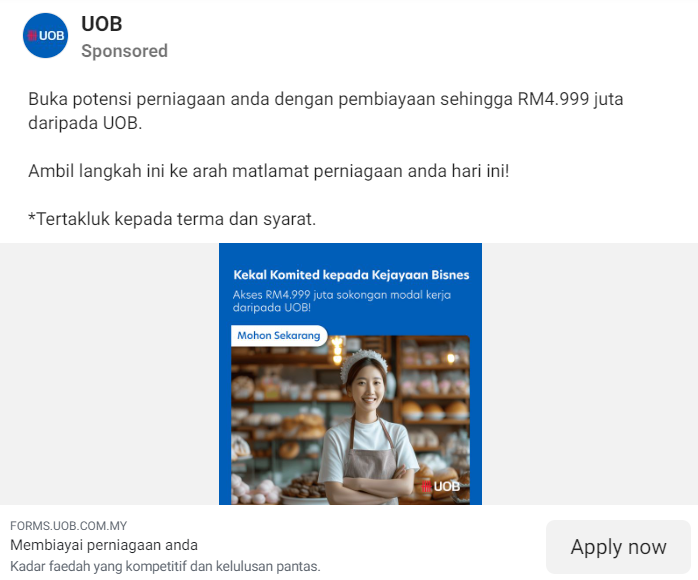 UOB
UOB
Sponsored
Buka potensi perniagaan anda dengan pembiayaan sehingga RM4.999 juta
daripada UOB.
Ambil langkah ini ke arah matlamat perniagaan anda hari ini!
*Tertakluk kepada terma dan syarat.
Kekal Komited kepada Kejayaan Bisnes
Akses RM4.999 juta sokongan modal kerja
daripada UOB!
Mohon Sekarang
UOB
FORMS.UOB.COM.MY
Membiayai perniagaan anda
Kadar faedah yang kompetitif dan kelulusan pantas.
Apply now